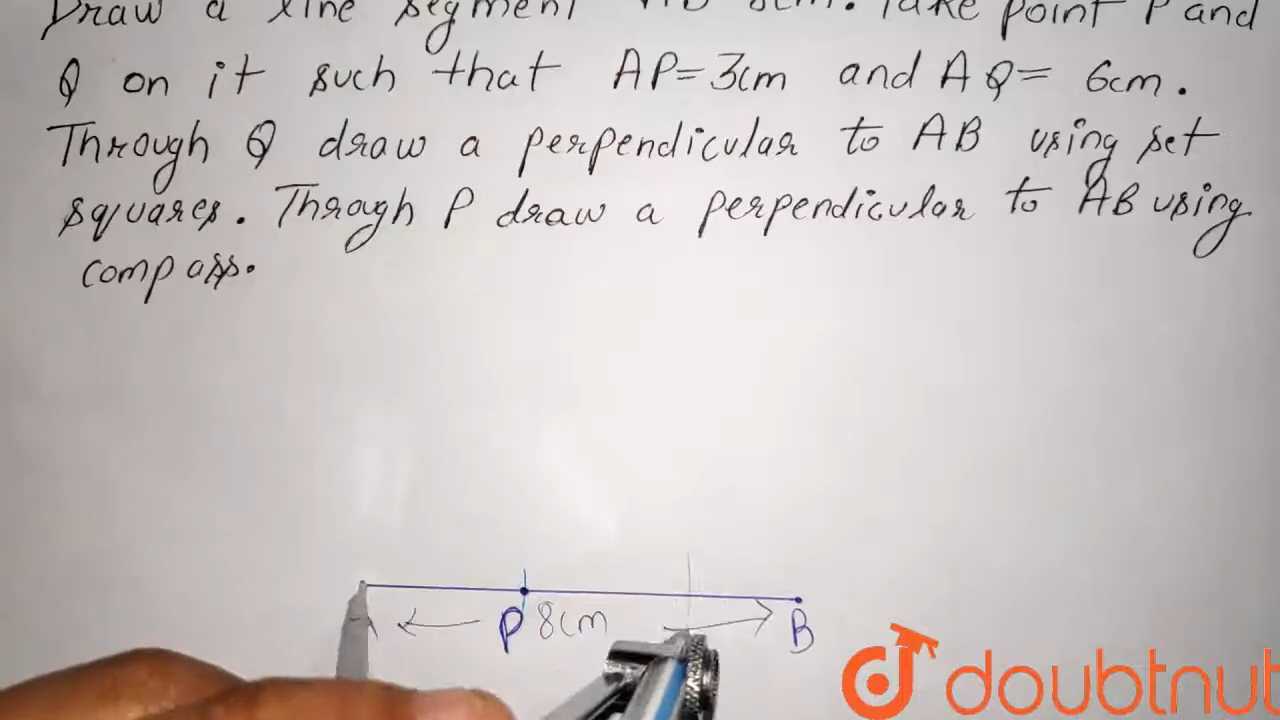 Draw a line segment AB 8cm. Take point P and
Q on it such that AP=3cm and AQ= 6cm.
Through Q draw a perpendicular to AB using set
squares. Throgh P draw a perpendicular to AB using
compass.
P 8cm B
doubtnut